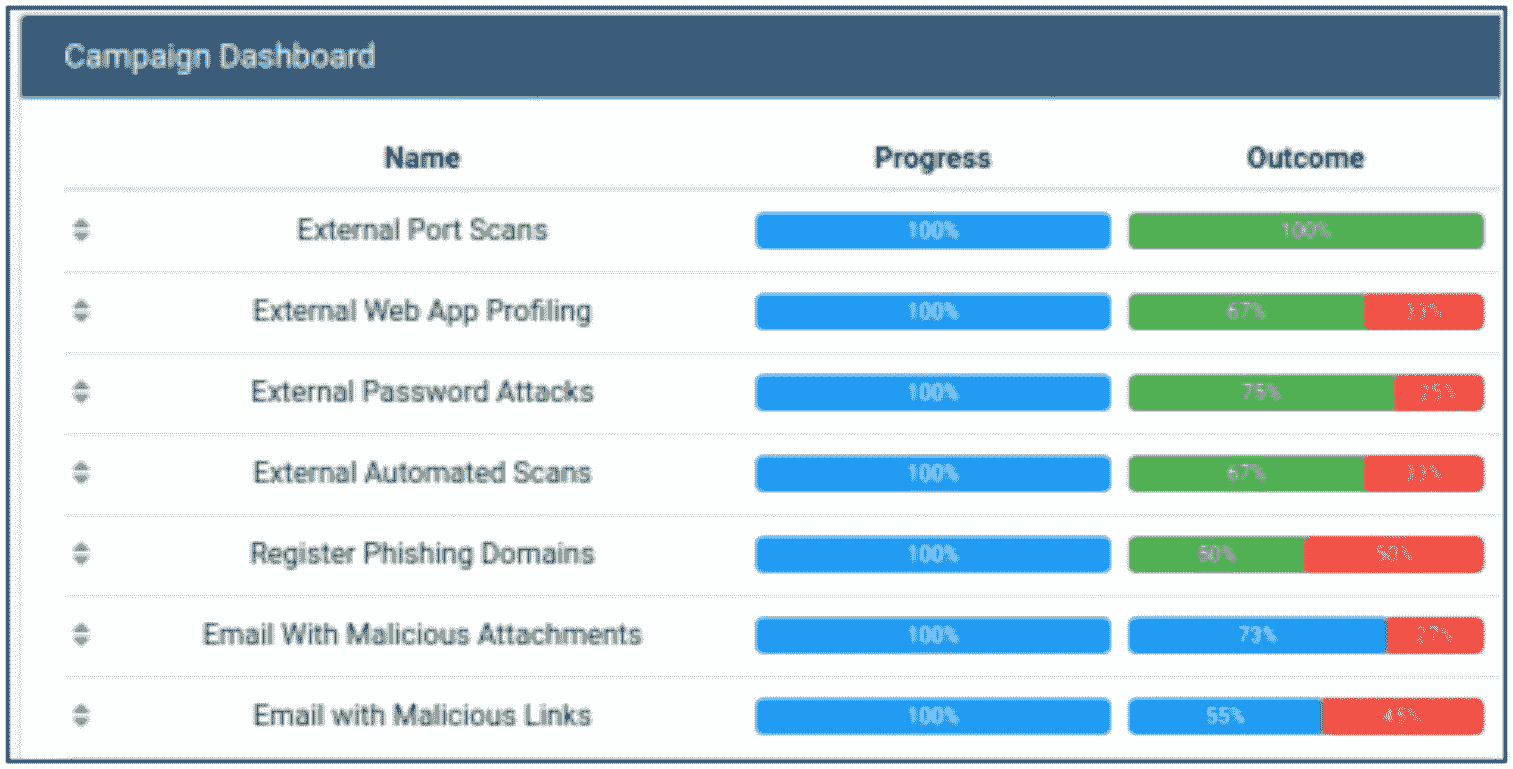 Campaign Dashboard
Name Progress Outcome
External Port Scans 100% 100%
External Web App Profiling 100% 67% 33%
External Password Attacks 100% 75% 25%
External Automated Scans 100% 67% 33%
Register Phishing Domains 100% 50% 50%
Email With Malicious Attachments 100% 73% 27%
Email with Malicious Links 100% 55% 45%